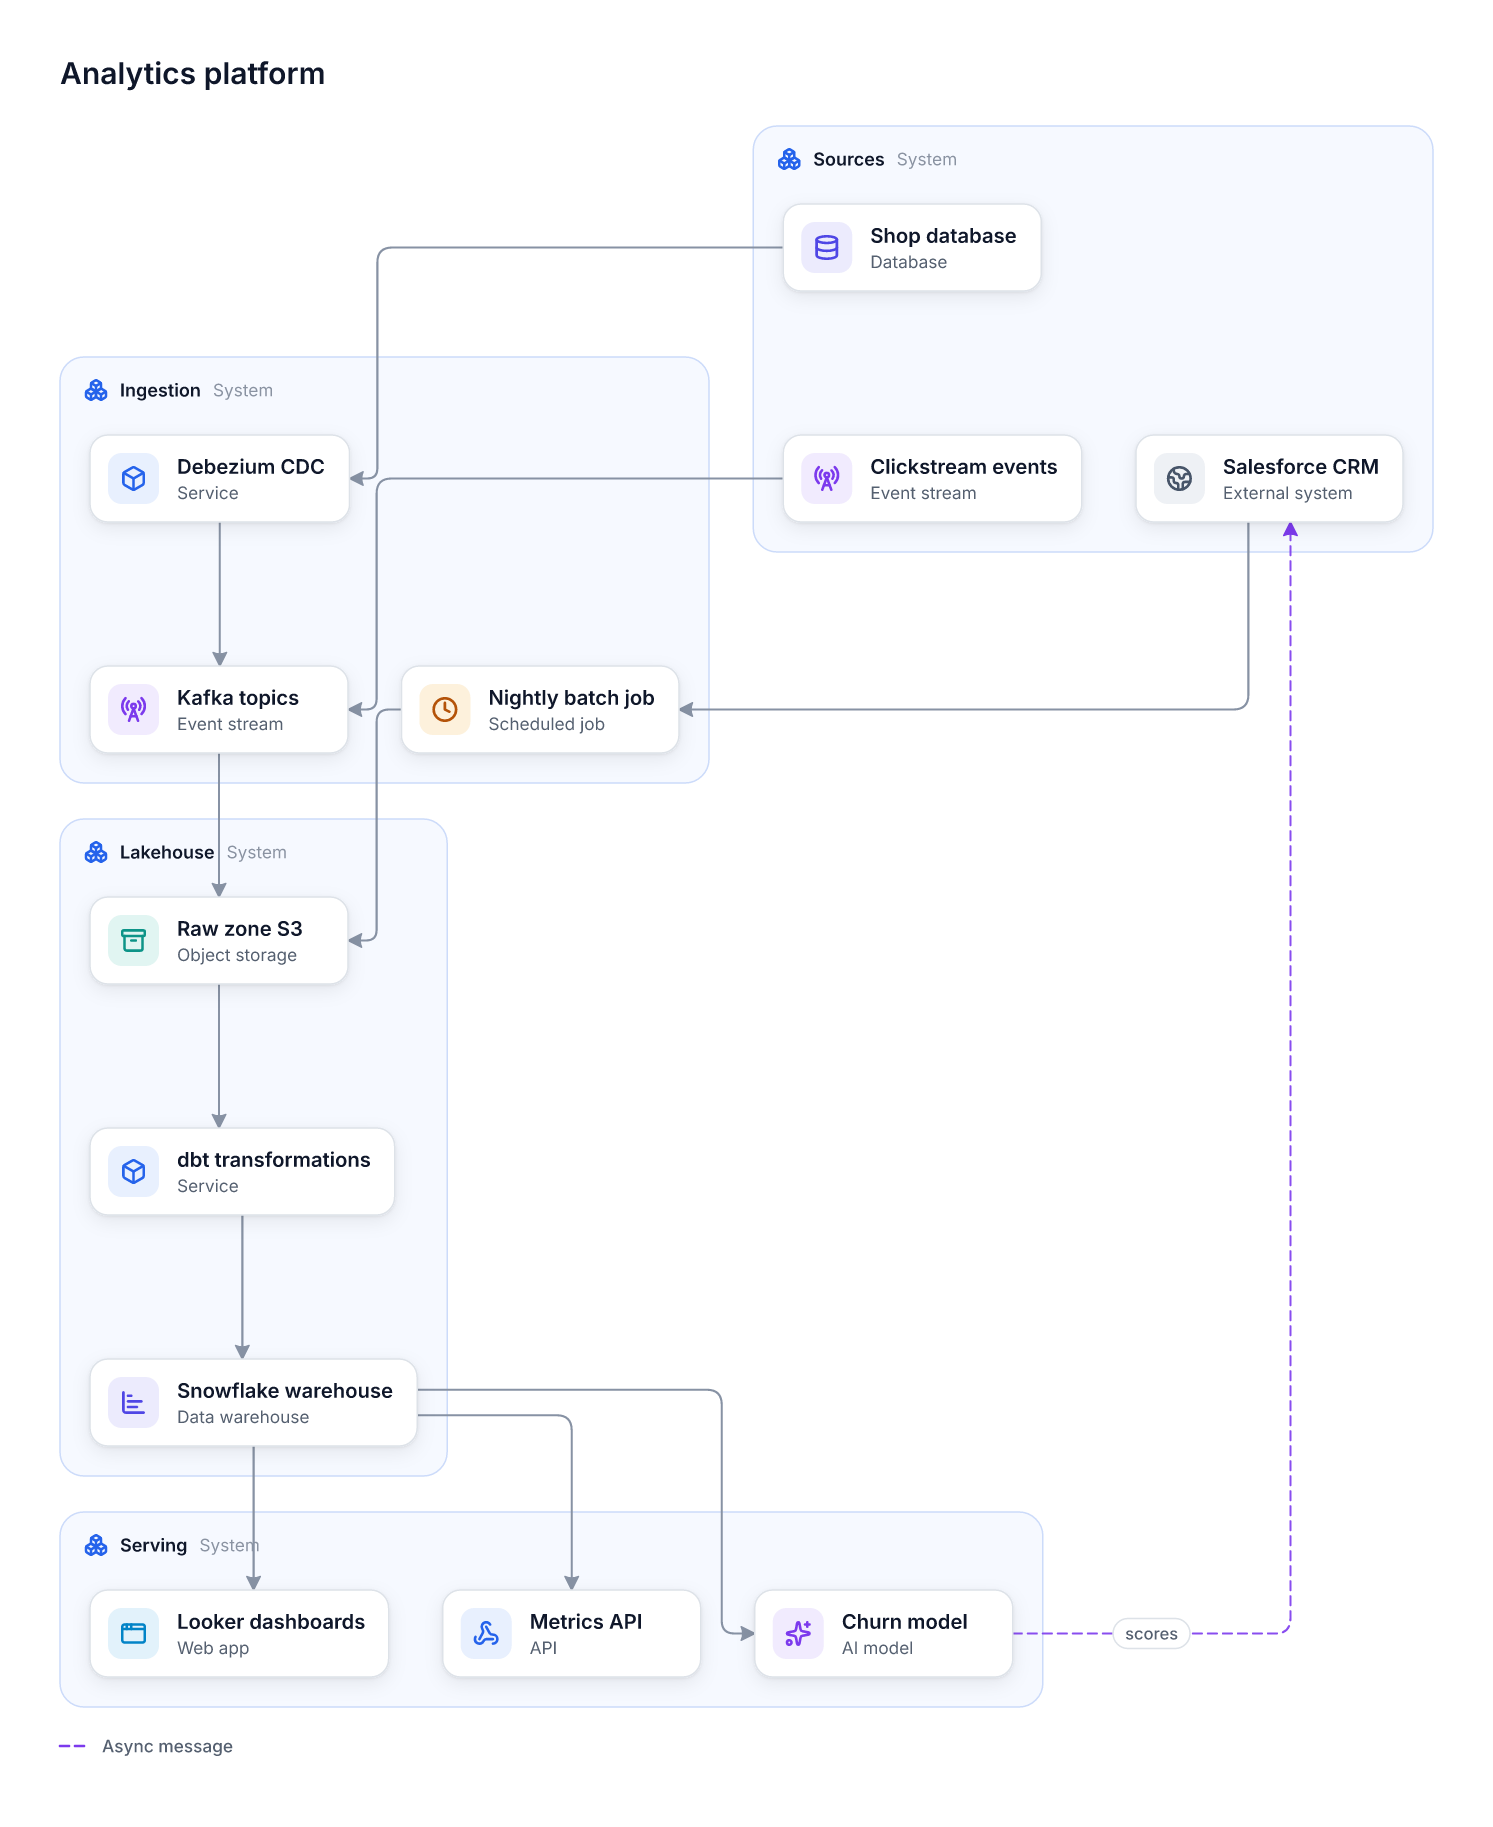 Analytics platform
Sources System
Shop database
Database
Ingestion System
Debezium CDC
Service
Clickstream events
Event stream
Salesforce CRM
External system
Kafka topics
Event stream
Nightly batch job
Scheduled job
Lakehouse System
Raw zone S3
Object storage
dbt transformations
Service
Snowflake warehouse
Data warehouse
Serving System
Looker dashboards
Web app
Metrics API
API
Churn model
AI model
scores
Async message